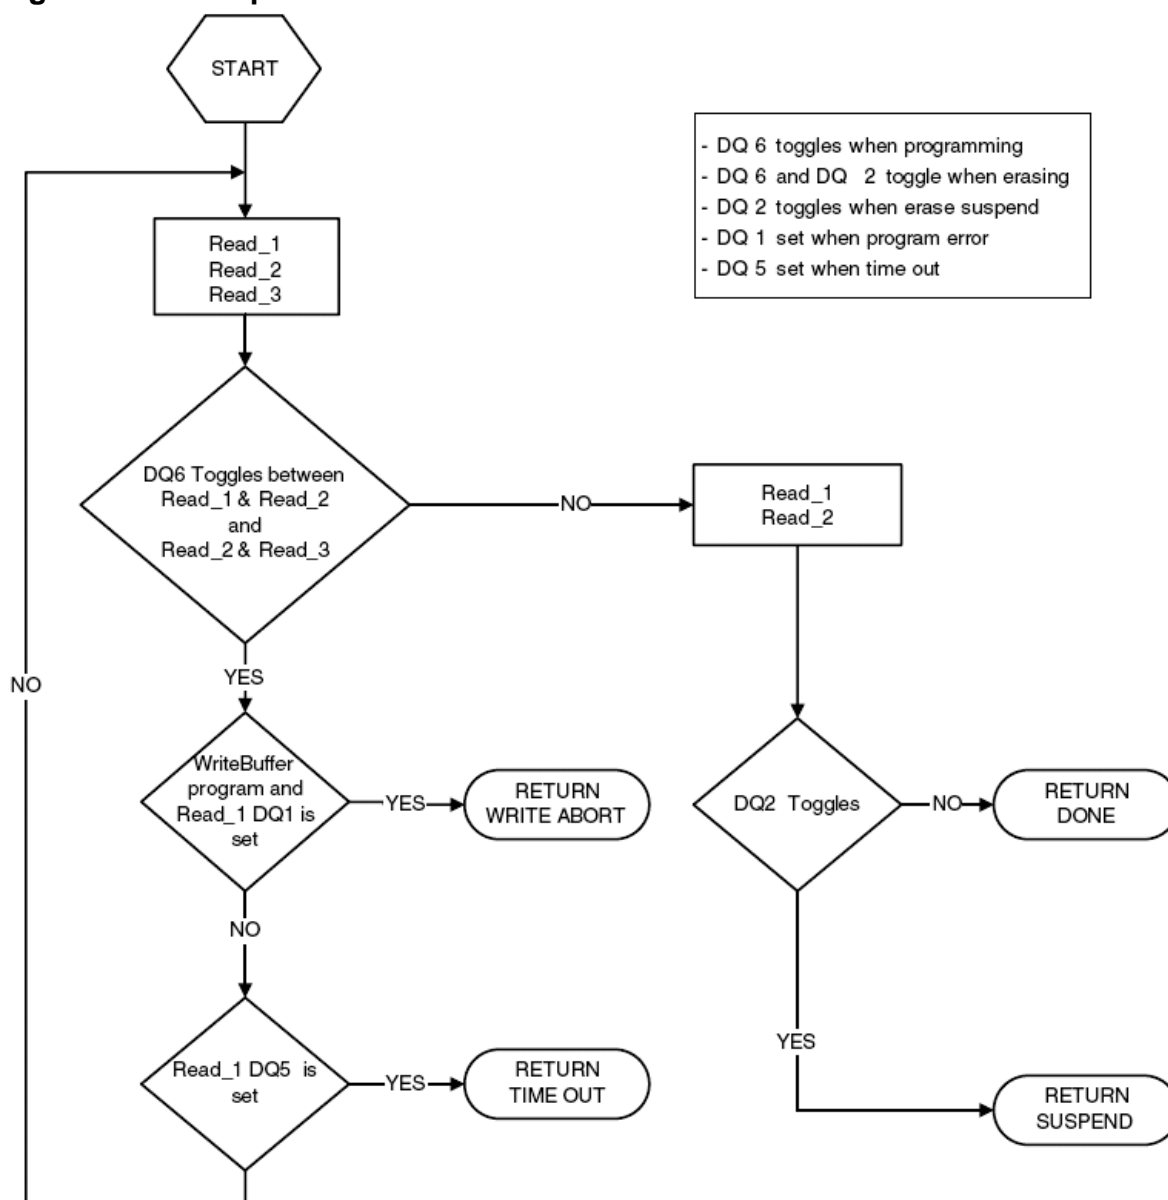 START
- DQ 6 toggles when programming
- DQ 6 and DQ 2 toggle when erasing
- DQ 2 toggles when erase suspend
- DQ 1 set when program error
- DQ 5 set when time out
Read_1
Read_2
Read_3
DQ6 Toggles between
Read_1 & Read_2
and
Read_2 & Read_3
NO
Read_1
Read_2
YES
NO
WriteBuffer
program and
Read_1 DQ1 is
set
YES
RETURN
WRITE ABORT
DQ2 Toggles
NO
RETURN
DONE
NO
YES
Read_1 DQ5 is
set
YES
RETURN
TIME OUT
RETURN
SUSPEND